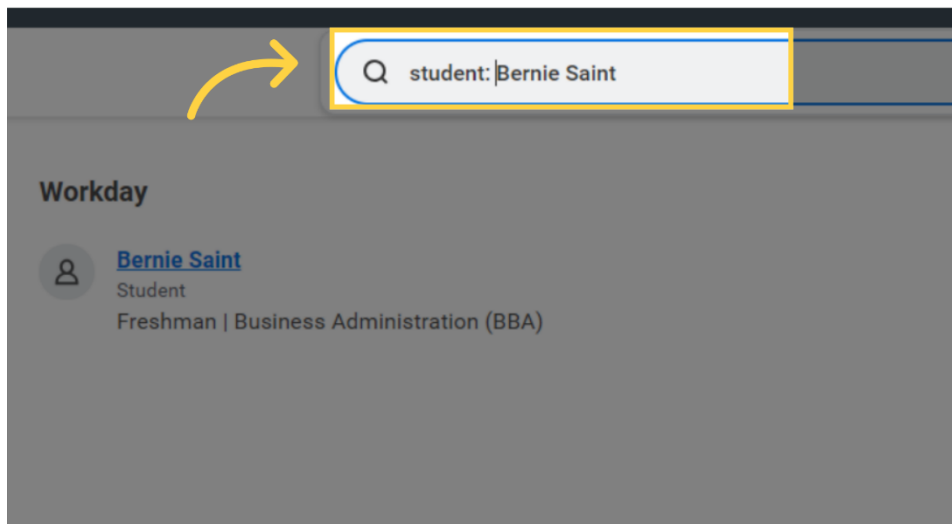 student: Bernie Saint
Workday
Bernie Saint
Student
Freshman | Business Administration (BBA)